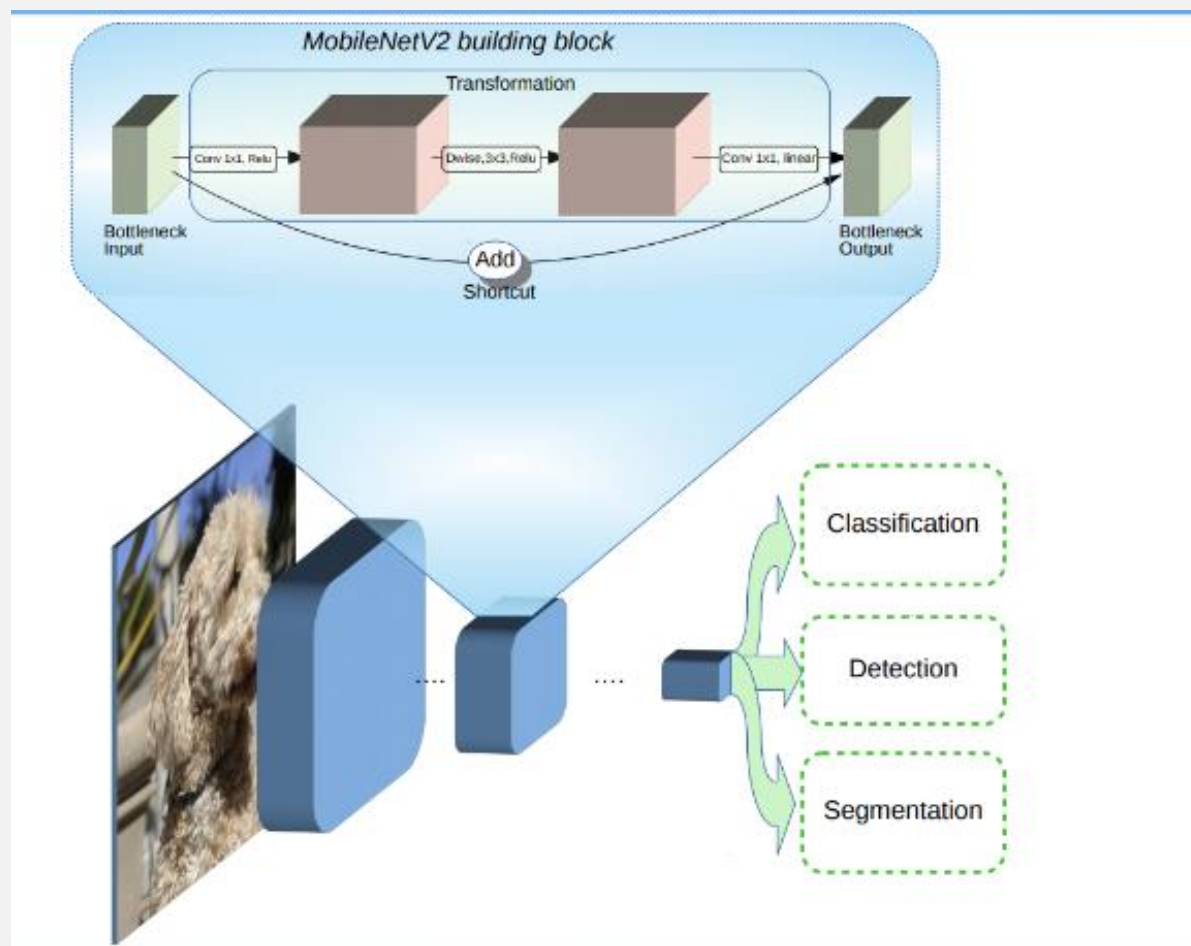 MobileNetV2 building block
Transformation
Conv 1x1, Relu
Dwise,3x3,Relu
Conv 1x1, linear
Bottleneck
Input
Bottleneck
Output
Add
Shortcut
Classification
....
....
Detection
Segmentation